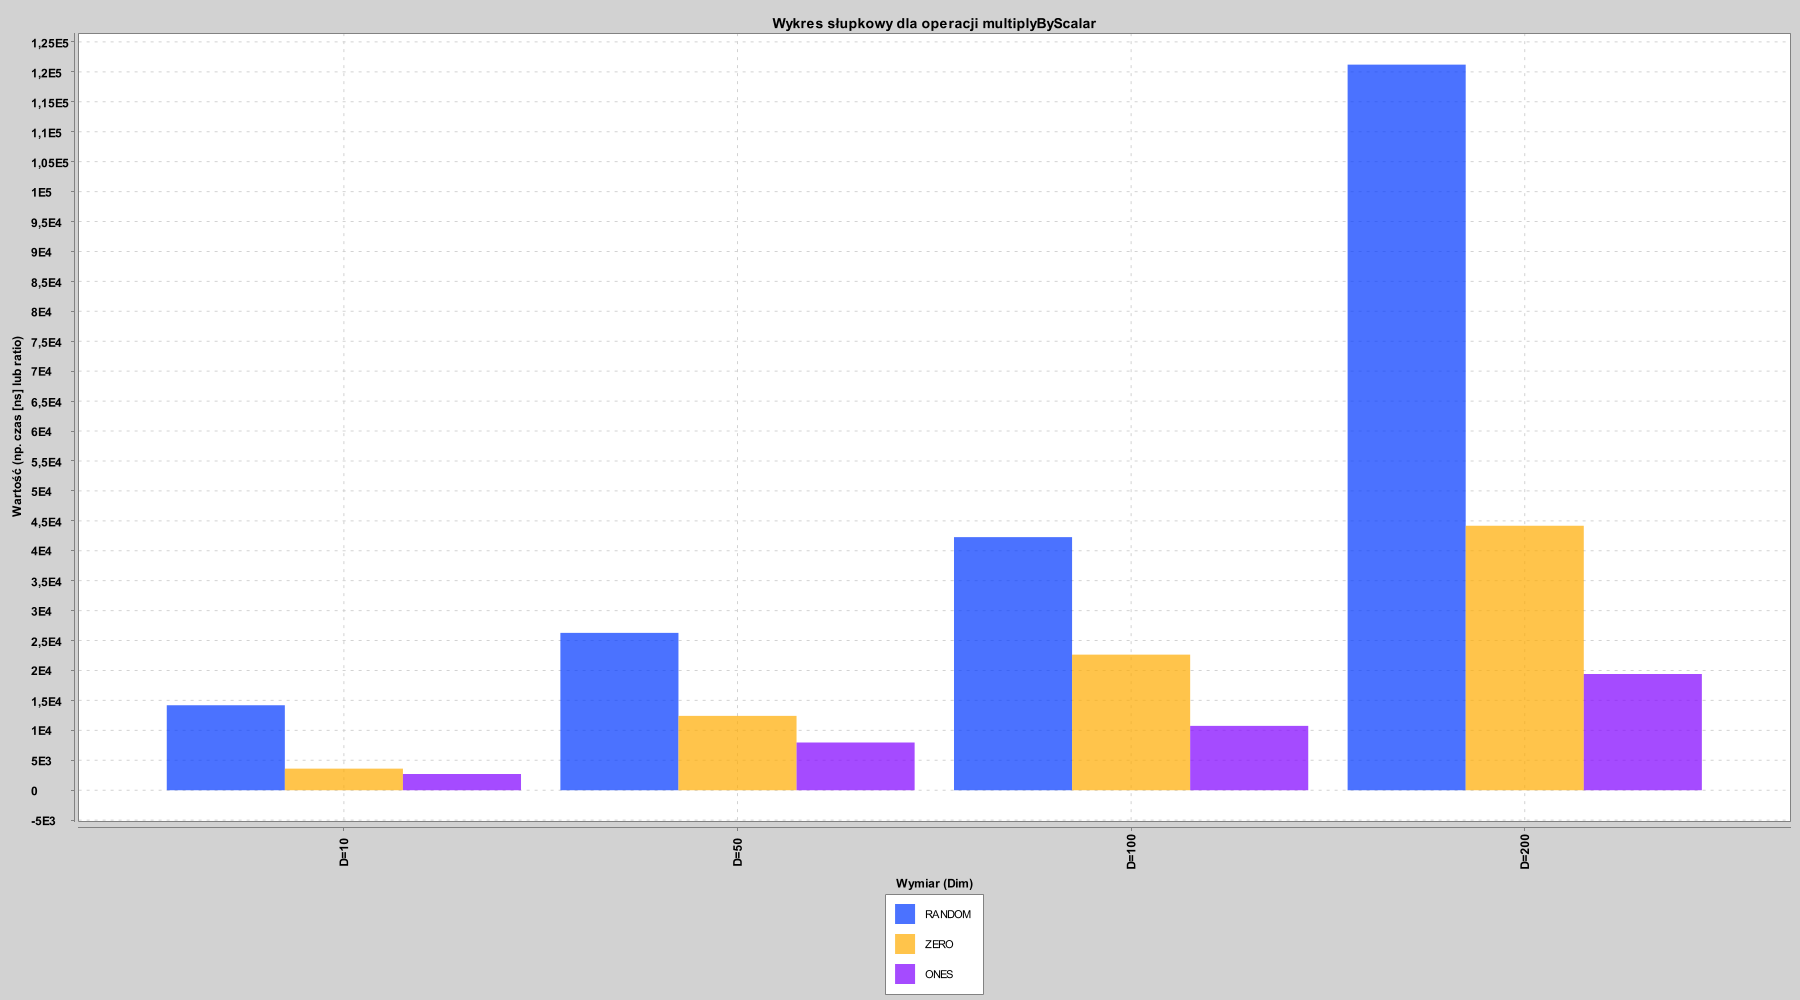 Wykres słupkowy dla operacji multiplyByScalar
Wartość (np. czas [ns] lub ratio)
1,25E5
1,2E5
1,15E5
1,1E5
1,05E5
1E5
9,5E4
9E4
8,5E4
8E4
7,5E4
7E4
6,5E4
6E4
5,5E4
5E4
4,5E4
4E4
3,5E4
3E4
2,5E4
2E4
1,5E4
1E4
5E3
0
-5E3
D=10
D=50
D=100
D=200
Wymiar (Dim)
RANDOM
ZERO
ONES